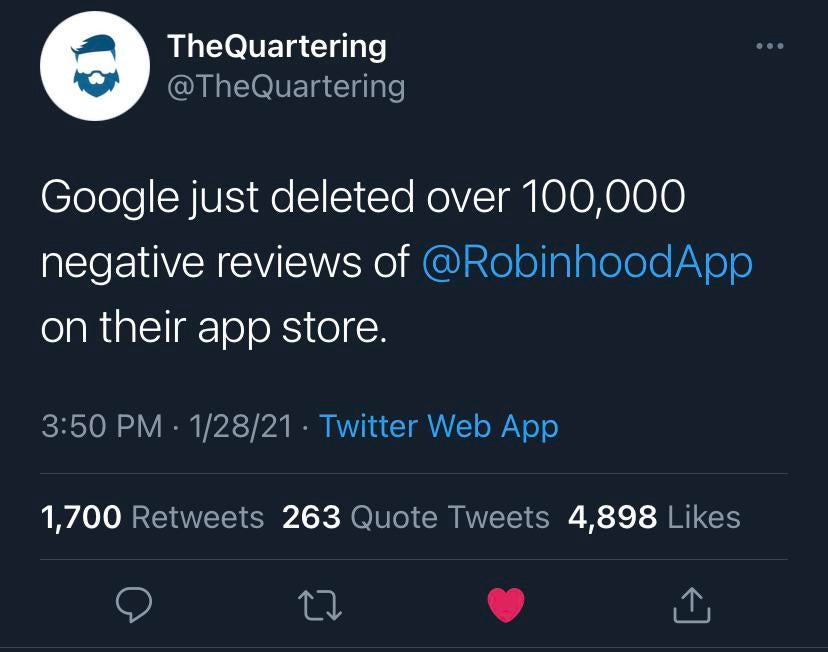 TheQuartering
@TheQuartering
Google just deleted over 100,000
negative reviews of @RobinhoodApp
on their app store.
3:50 PM · 1/28/21 · Twitter Web App
1,700 Retweets 263 Quote Tweets 4,898 Likes